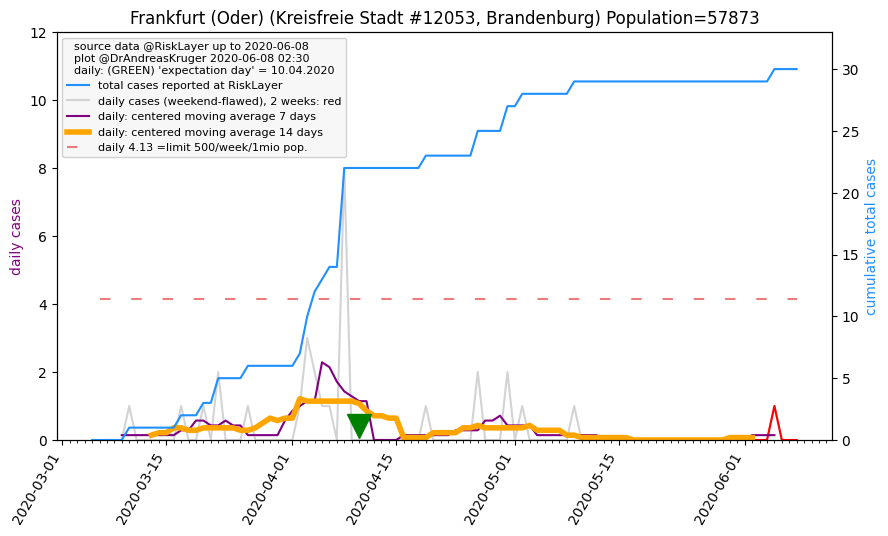 Frankfurt (Oder) (Kreisfreie Stadt #12053, Brandenburg) Population=57873
source data @RiskLayer up to 2020-06-08
plot @DrAndreasKruger 2020-06-08 02:30
daily: (GREEN) 'expectation day' = 10.04.2020
total cases reported at RiskLayer
daily cases (weekend-flawed), 2 weeks: red
daily: centered moving average 7 days
daily: centered moving average 14 days
daily 4.13 =limit 500/week/1mio pop.
daily cases
12
10
8
6
4
2
0
cumulative total cases
30
25
20
15
10
5
0
2020-03-01
2020-03-15
2020-04-01
2020-04-15
2020-05-01
2020-05-15
2020-06-01